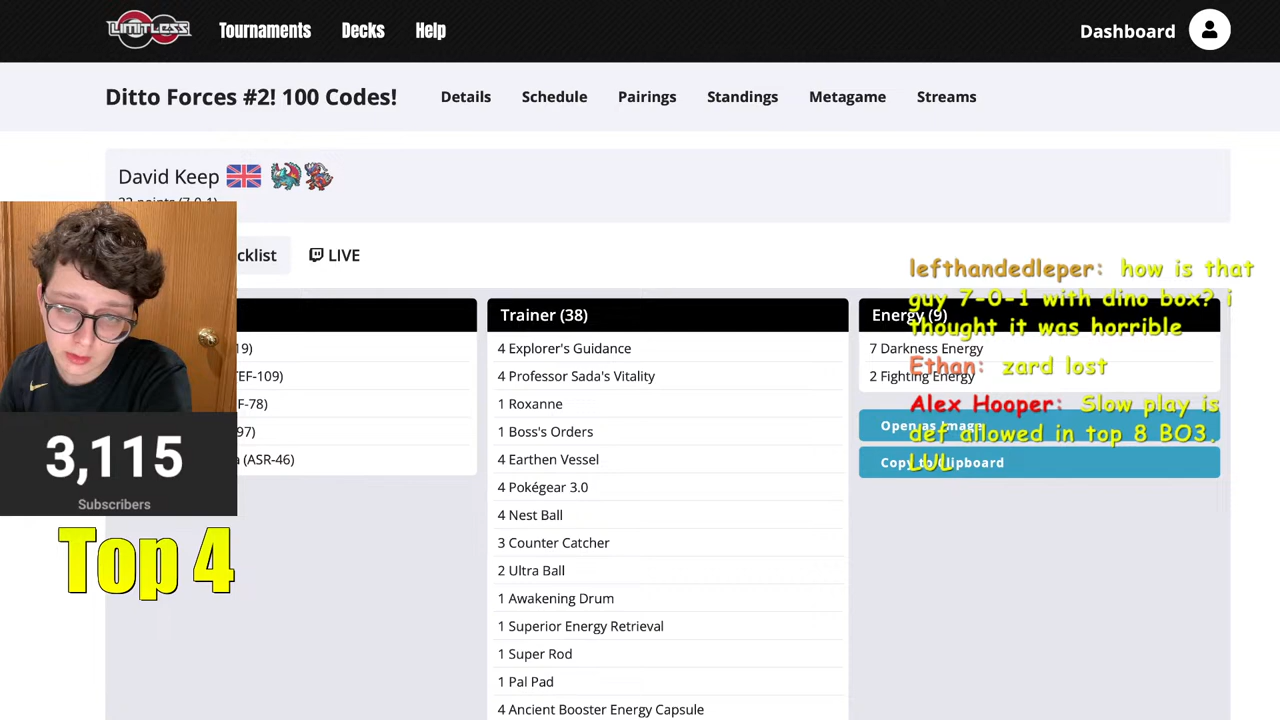 LIMITLESS
Tournaments
Decks
Help
Dashboard
Ditto Forces #2! 100 Codes!
Details
Schedule
Pairings
Standings
Metagame
Streams
David Keep
cklist
LIVE
19)
TEF-109)
F-78)
97)
(ASR-46)
Trainer (38)
4 Explorer's Guidance
4 Professor Sada's Vitality
1 Roxanne
1 Boss's Orders
4 Earthen Vessel
4 Pokégear 3.0
4 Nest Ball
3 Counter Catcher
2 Ultra Ball
1 Awakening Drum
1 Superior Energy Retrieval
1 Super Rod
1 Pal Pad
4 Ancient Booster Energy Capsule
Energy (9)
7 Darkness Energy
2 Fighting Energy
Open as Image
Copy to Clipboard
lefthandedleper: how is that
guy 7-0-1 with dino box? i
thought it was horrible
Ethan: zard lost
Alex Hooper: Slow play is
def allowed in top 8 BO3.
LUL
3,115
Subscribers
Top 4